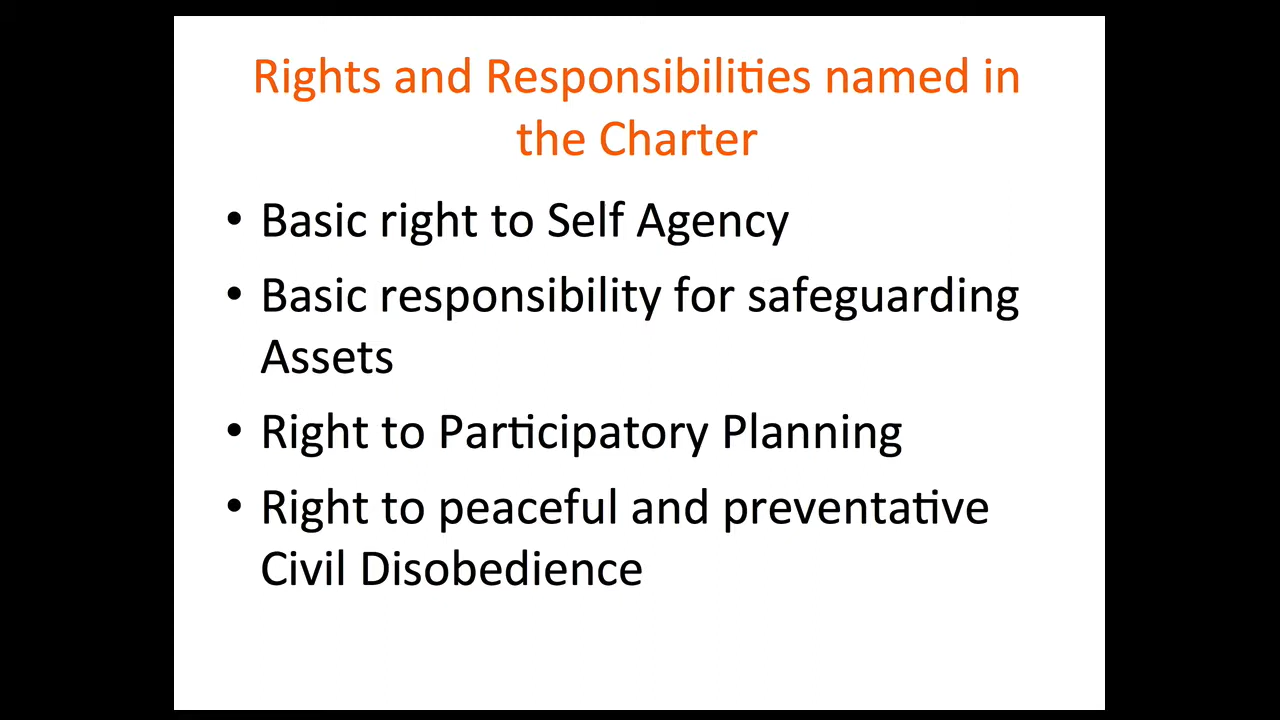 Rights and Responsibilities named in
the Charter
• Basic right to Self Agency
• Basic responsibility for safeguarding
Assets
• Right to Participatory Planning
• Right to peaceful and preventative
Civil Disobedience